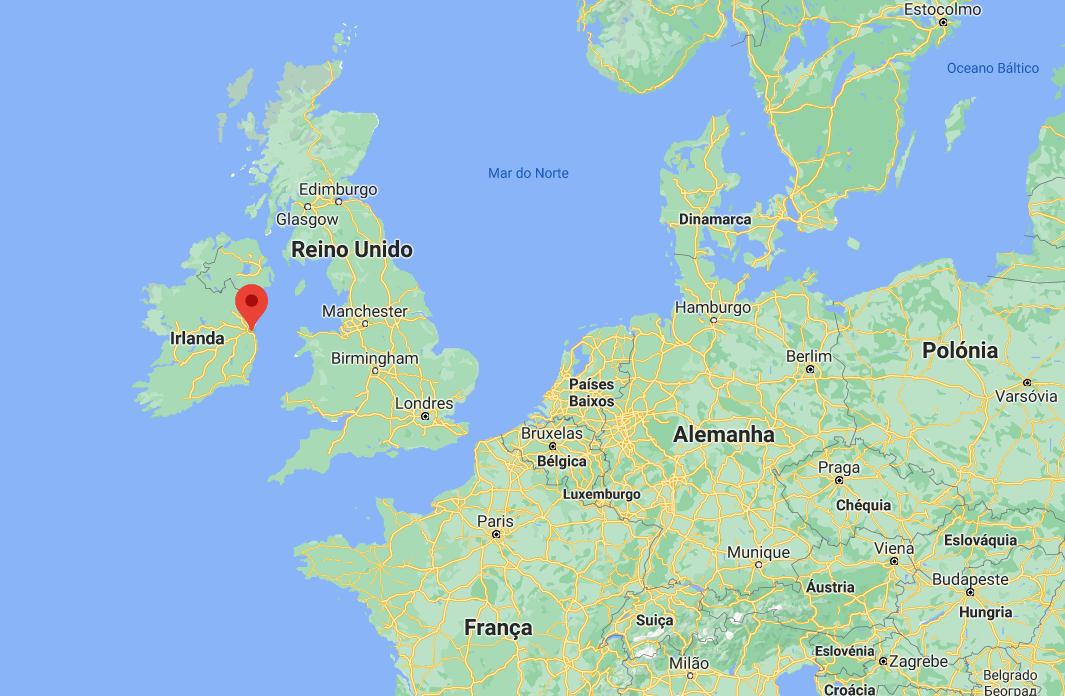 Estocolmo
Oceano Báltico
Mar do Norte
Edimburgo
Glasgow
Dinamarca
Reino Unido
Hamburgo
Manchester
Irlanda
Polónia
Birmingham
Berlim
Países
Baixos
Varsóvia
Londres
Bruxelas
Alemanha
Bélgica
Praga
Luxemburgo
Chéquia
Paris
Eslováquia
Munique
Viena
Budapeste
Áustria
Hungria
Suiça
França
Eslovénia
Zagrebe
Milão
Belgrado
Croácia
Београд